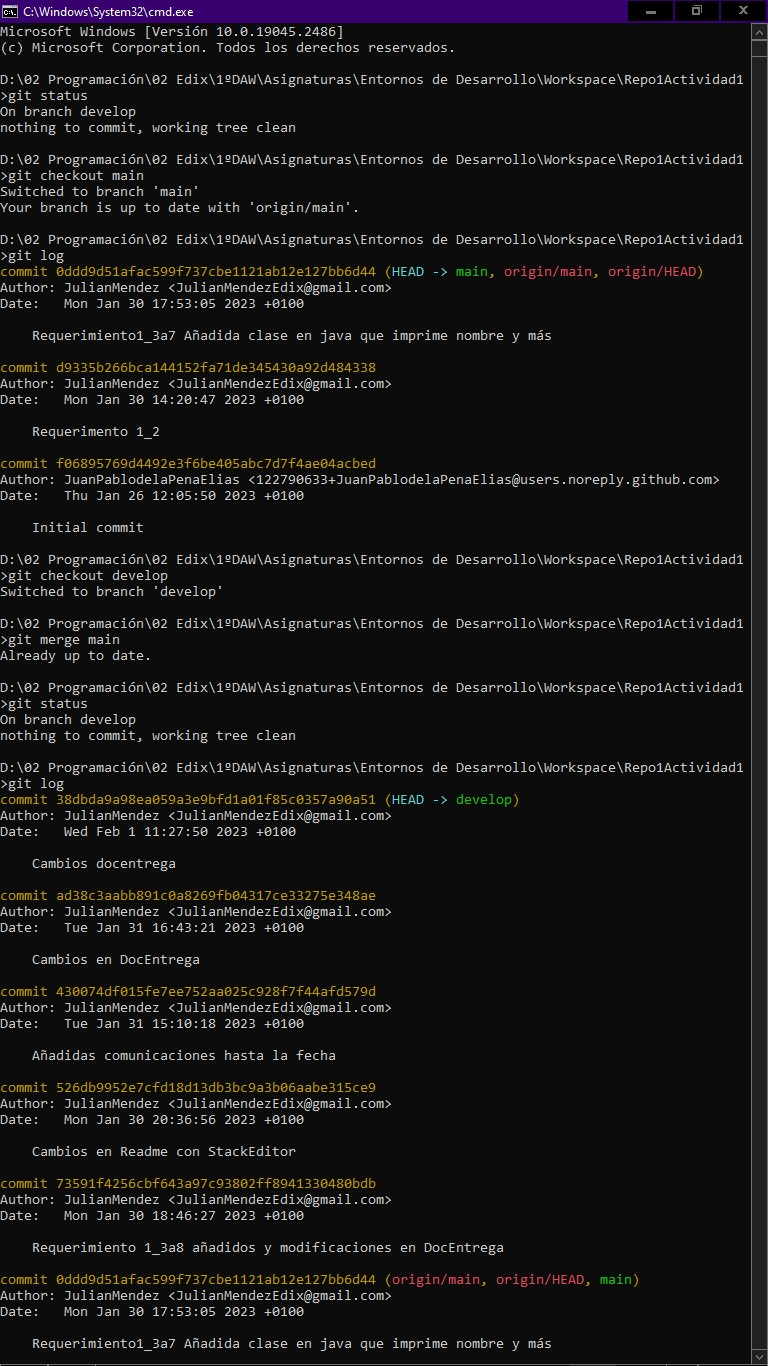 C:\Windows\System32\cmd.exe
Microsoft Windows [Versión 10.0.19045.2486]
(c) Microsoft Corporation. Todos los derechos reservados.
D:\02 Programación\02 Edix\1ºDAW\Asignaturas\Entornos de Desarrollo\Workspace\Repo1Actividad1
>git status
On branch develop
nothing to commit, working tree clean
D:\02 Programación\02 Edix\1ºDAW\Asignaturas\Entornos de Desarrollo\Workspace\Repo1Actividad1
>git checkout main
Switched to branch 'main'
Your branch is up to date with 'origin/main'.
D:\02 Programación\02 Edix\1ºDAW\Asignaturas\Entornos de Desarrollo\Workspace\Repo1Actividad1
>git log
commit 0ddd9d51afac599f737cbe1121ab12e127bb6d44 (HEAD -> main, origin/main, origin/HEAD)
Author: JulianMendez <JulianMendezEdix@gmail.com>
Date:   Mon Jan 30 17:53:05 2023 +0100
    Requerimiento1_3a7 Añadida clase en java que imprime nombre y más
commit d9335b266bca144152fa71de345430a92d484338
Author: JulianMendez <JulianMendezEdix@gmail.com>
Date:   Mon Jan 30 14:20:47 2023 +0100
    Requerimento 1_2
commit f06895769d4492e3f6be405abc7d7f4ae04acbed
Author: JuanPablodelaPenaElias <122790633+JuanPablodelaPenaElias@users.noreply.github.com>
Date:   Thu Jan 26 12:05:50 2023 +0100
    Initial commit
D:\02 Programación\02 Edix\1ºDAW\Asignaturas\Entornos de Desarrollo\Workspace\Repo1Actividad1
>git checkout develop
Switched to branch 'develop'
D:\02 Programación\02 Edix\1ºDAW\Asignaturas\Entornos de Desarrollo\Workspace\Repo1Actividad1
>git merge main
Already up to date.
D:\02 Programación\02 Edix\1ºDAW\Asignaturas\Entornos de Desarrollo\Workspace\Repo1Actividad1
>git status
On branch develop
nothing to commit, working tree clean
D:\02 Programación\02 Edix\1ºDAW\Asignaturas\Entornos de Desarrollo\Workspace\Repo1Actividad1
>git log
commit 38dbda9a98ea059a3e9bfd1a01f85c0357a90a51 (HEAD -> develop)
Author: JulianMendez <JulianMendezEdix@gmail.com>
Date:   Wed Feb 1 11:27:50 2023 +0100
    Cambios docentrega
commit ad38c3aabb891c0a8269fb04317ce33275e348ae
Author: JulianMendez <JulianMendezEdix@gmail.com>
Date:   Tue Jan 31 16:43:21 2023 +0100
    Cambios en DocEntrega
commit 430074df015fe7ee752aa025c928f7f44afd579d
Author: JulianMendez <JulianMendezEdix@gmail.com>
Date:   Tue Jan 31 15:10:18 2023 +0100
    Añadidas comunicaciones hasta la fecha
commit 526db9952e7cfd18d13db3bc9a3b06aabe315ce9
Author: JulianMendez <JulianMendezEdix@gmail.com>
Date:   Mon Jan 30 20:36:56 2023 +0100
    Cambios en Readme con StackEditor
commit 73591f4256cbf643a97c93802ff8941330480bdb
Author: JulianMendez <JulianMendezEdix@gmail.com>
Date:   Mon Jan 30 18:46:27 2023 +0100
    Requerimiento 1_3a8 añadidos y modificaciones en DocEntrega
commit 0ddd9d51afac599f737cbe1121ab12e127bb6d44 (origin/main, origin/HEAD, main)
Author: JulianMendez <JulianMendezEdix@gmail.com>
Date:   Mon Jan 30 17:53:05 2023 +0100
    Requerimiento1_3a7 Añadida clase en java que imprime nombre y más